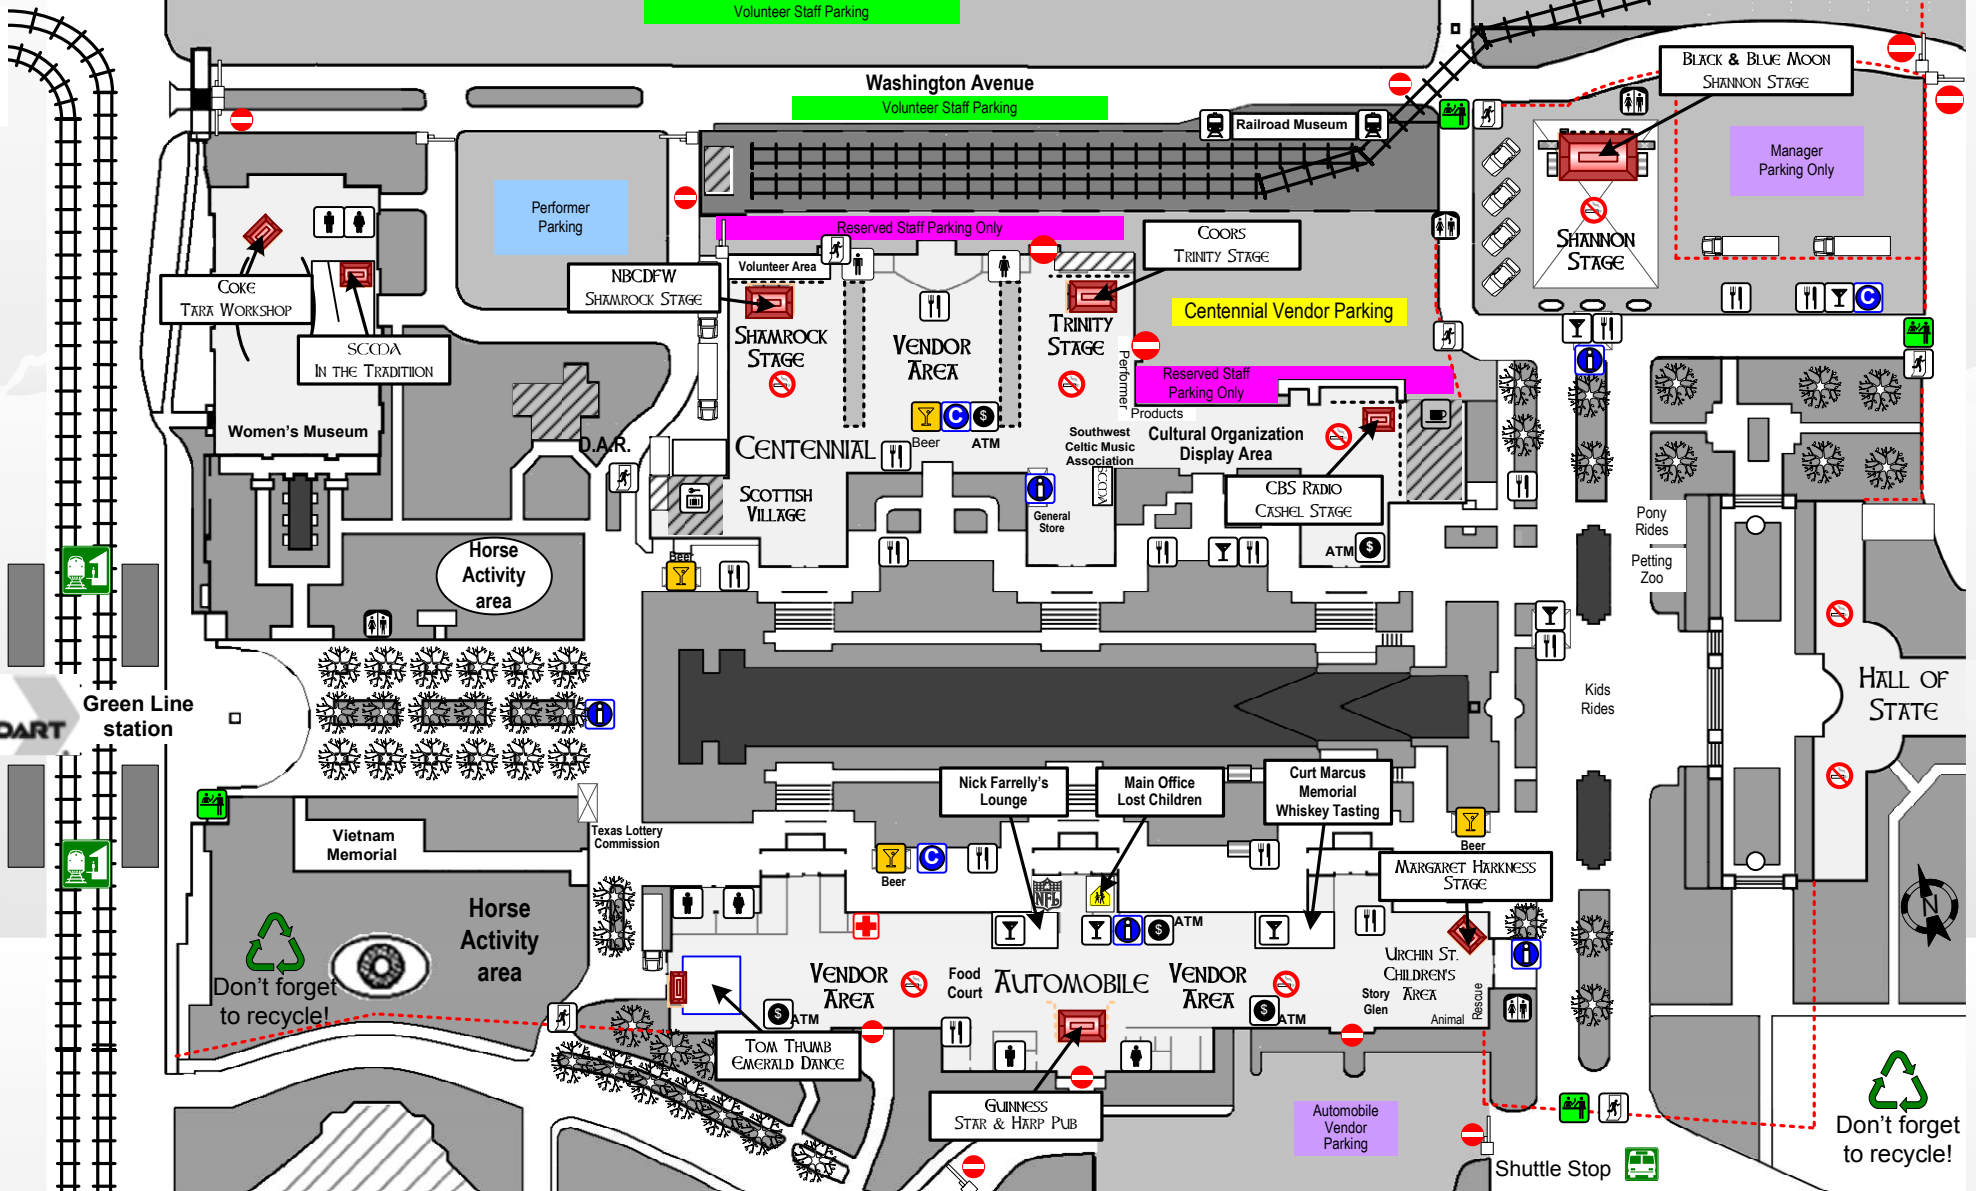 Volunteer Staff Parking
Washington Avenue
Volunteer Staff Parking
Railroad Museum
Black & Blue Moon
Shannon Stage
Manager
Parking Only
Performer
Parking
Reserved Staff Parking Only
Coors
Trinity Stage
Shannon
Stage
Volunteer Area
NBCDFW
Shamrock Stage
Coke
Tara Workshop
SCMA
In the Traditiion
Shamrock
Stage
Vendor
Area
Trinity
Stage
Centennial Vendor Parking
Performer
Products
Reserved Staff
Parking Only
Women's Museum
D.A.R.
Centennial
Beer
ATM
Southwest
Celtic Music
Association
SCMA
Cultural Organization
Display Area
CBS Radio
Cashel Stage
Scottish
Village
General
Store
ATM
Pony
Rides
Petting
Zoo
Horse
Activity
area
Beer
Green Line
station
DART
Kids
Rides
Hall of
State
Nick Farrelly's
Lounge
Main Office
Lost Children
Curt Marcus
Memorial
Whiskey Tasting
Texas Lottery
Commission
Vietnam
Memorial
Beer
Beer
Margaret Harkness
Stage
NFL
ATM
Horse
Activity
area
Don't forget
to recycle!
Vendor
Area
Food
Court
Automobile
Vendor
Area
Urchin St.
Children's
Area
Story
Glen
Animal
Rescue
ATM
ATM
N
Tom Thumb
Emerald Dance
Guinness
Star & Harp Pub
Automobile
Vendor
Parking
Shuttle Stop
Don't forget
to recycle!